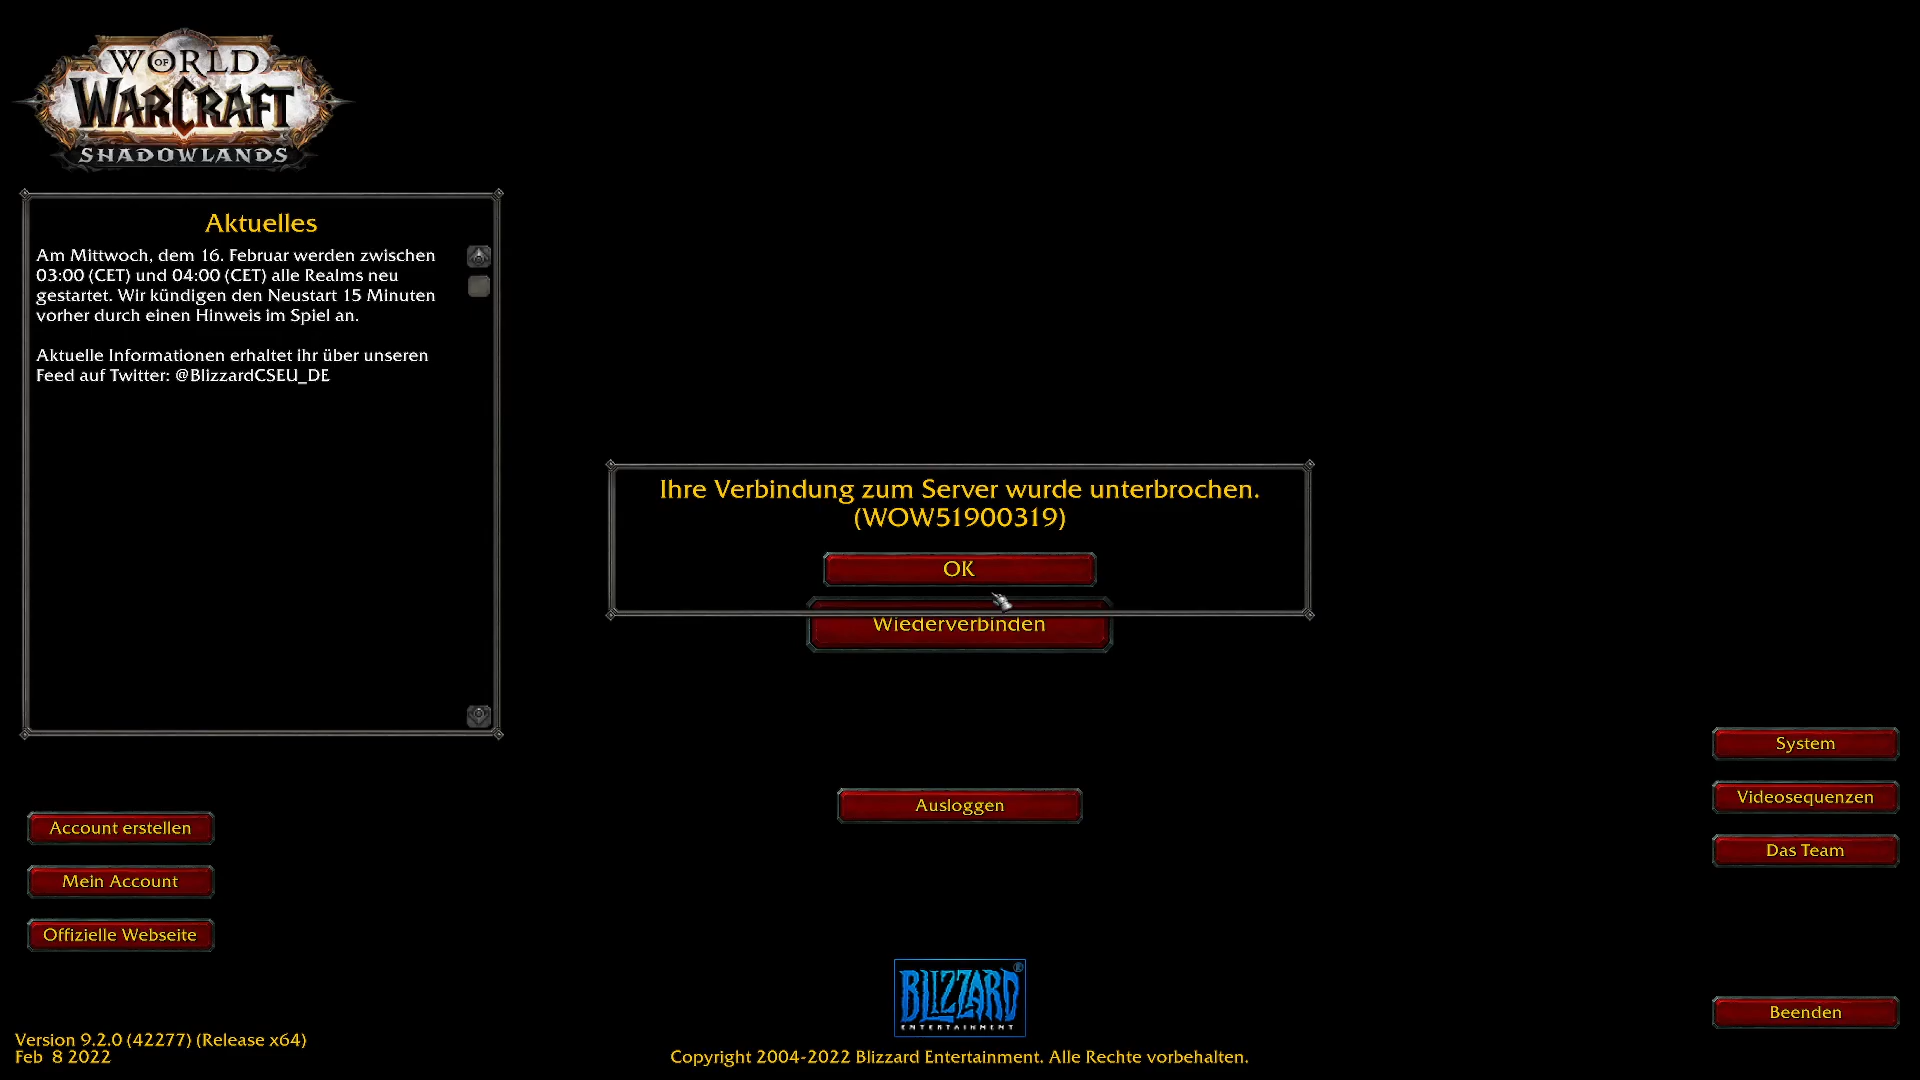 WORLD
OF
WARCRAFT
SHADOWLANDS
Aktuelles
Am Mittwoch, dem 16. Februar werden zwischen
03:00 (CET) und 04:00 (CET) alle Realms neu
gestartet. Wir kündigen den Neustart 15 Minuten
vorher durch einen Hinweis im Spiel an.
Aktuelle Informationen erhaltet ihr über unseren
Feed auf Twitter: @BlizzardCSEU_DE
Ihre Verbindung zum Server wurde unterbrochen.
(WOW51900319)
OK
Wiederverbinden
Ausloggen
System
Videosequenzen
Das Team
Account erstellen
Mein Account
Offizielle Webseite
Beenden
BLIZZARD®
ENTERTAINMENT
Version 9.2.0 (42277) (Release x64)
Feb 8 2022
Copyright 2004-2022 Blizzard Entertainment. Alle Rechte vorbehalten.